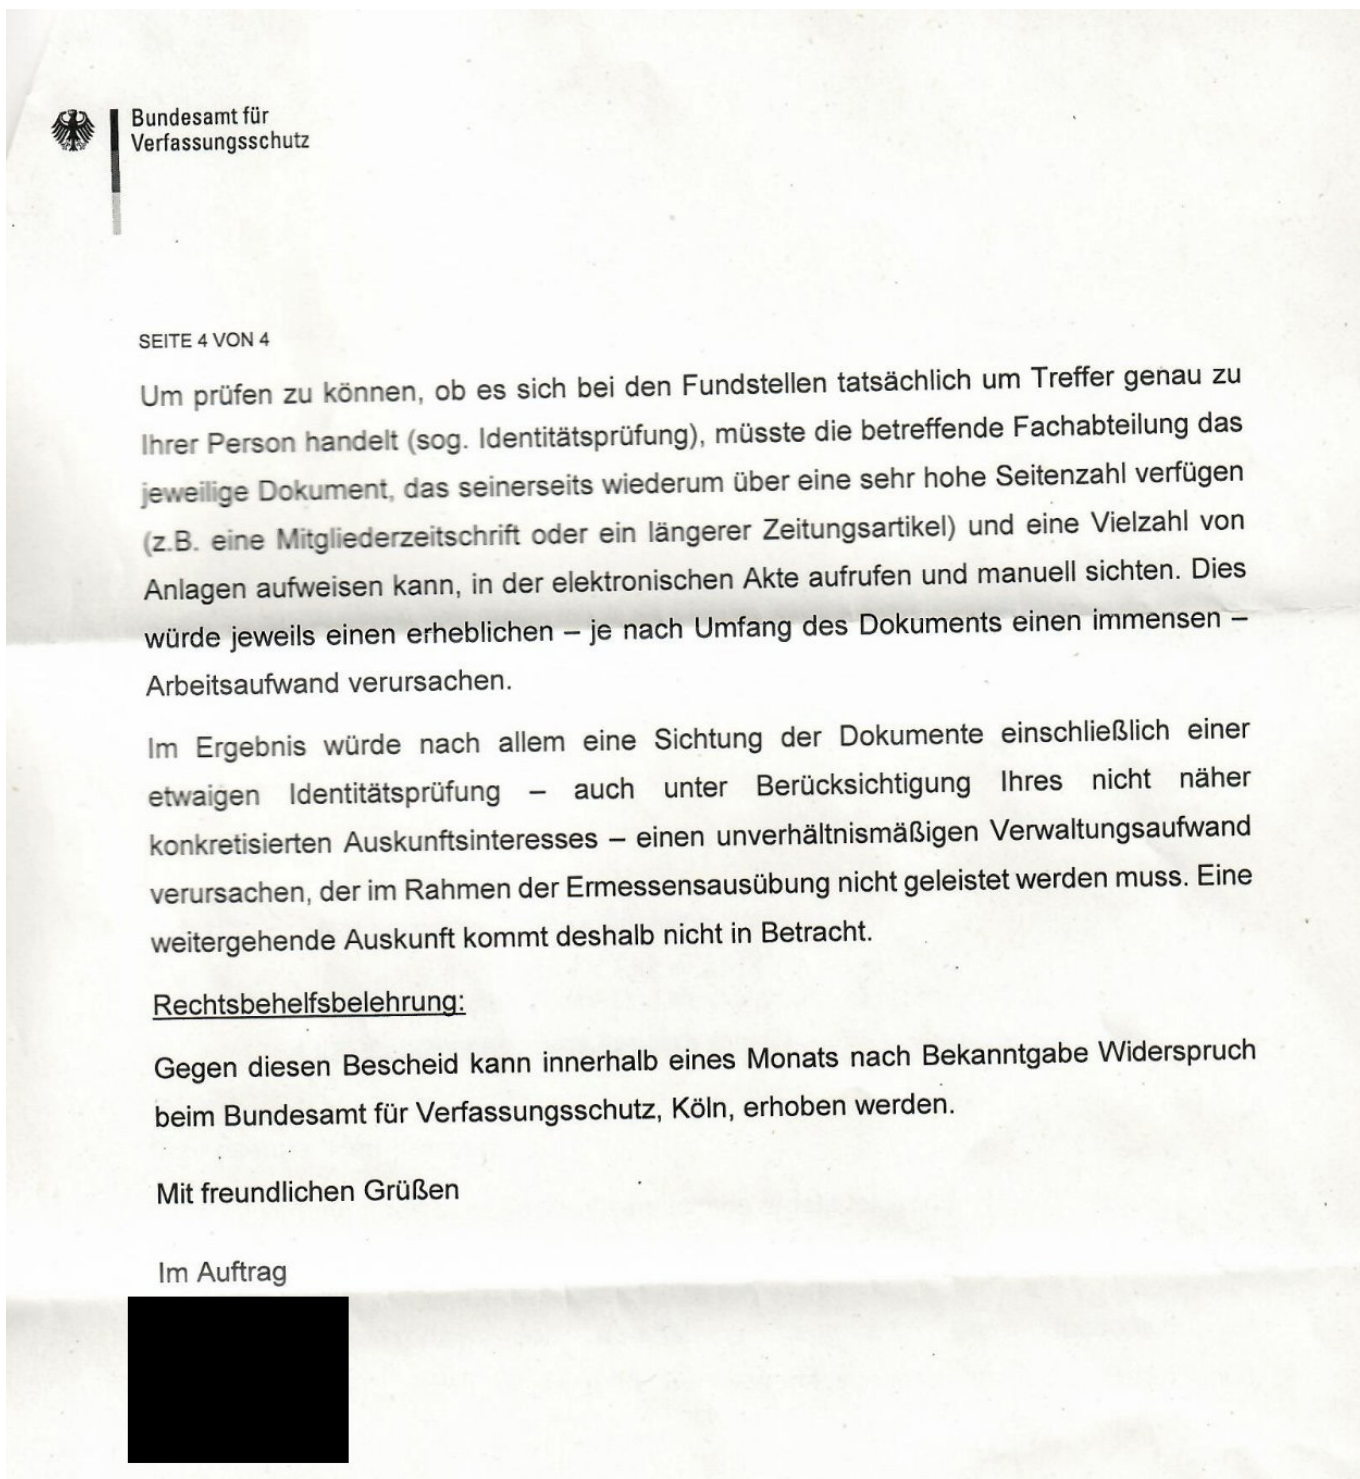 Bundesamt für
Verfassungsschutz
SEITE 4 VON 4
Um prüfen zu können, ob es sich bei den Fundstellen tatsächlich um Treffer genau zu
Ihrer Person handelt (sog. Identitätsprüfung), müsste die betreffende Fachabteilung das
jeweilige Dokument, das seinerseits wiederum über eine sehr hohe Seitenzahl verfügen
(z.B. eine Mitgliederzeitschrift oder ein längerer Zeitungsartikel) und eine Vielzahl von
Anlagen aufweisen kann, in der elektronischen Akte aufrufen und manuell sichten. Dies
würde jeweils einen erheblichen – je nach Umfang des Dokuments einen immensen –
Arbeitsaufwand verursachen.
Im Ergebnis würde nach allem eine Sichtung der Dokumente einschließlich einer
etwaigen Identitätsprüfung – auch unter Berücksichtigung Ihres nicht näher
konkretisierten Auskunftsinteresses – einen unverhältnismäßigen Verwaltungsaufwand
verursachen, der im Rahmen der Ermessensausübung nicht geleistet werden muss. Eine
weitergehende Auskunft kommt deshalb nicht in Betracht.
Rechtsbehelfsbelehrung:
Gegen diesen Bescheid kann innerhalb eines Monats nach Bekanntgabe Widerspruch
beim Bundesamt für Verfassungsschutz, Köln, erhoben werden.
Mit freundlichen Grüßen
Im Auftrag